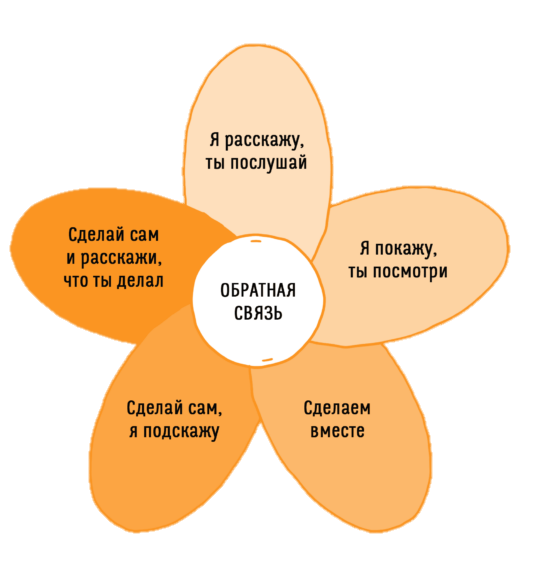 Я расскажу,
ты послушай
Я покажу,
ты посмотри
Сделаем
вместе
Сделай сам,
я подскажу
Сделай сам
и расскажи,
что ты делал
ОБРАТНАЯ
СВЯЗЬ